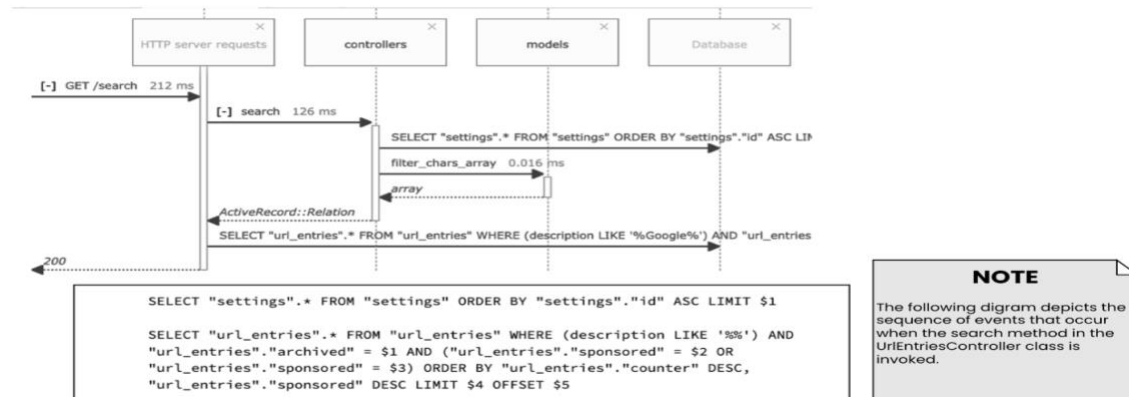 HTTP server requests
controllers
models
Database
[-] GET /search 212 ms
[-] search 126 ms
SELECT "settings".* FROM "settings" ORDER BY "settings"."id" ASC LIM
filter_chars_array 0.016 ms
array
ActiveRecord::Relation
SELECT "url_entries".* FROM "url_entries" WHERE (description LIKE '%Google%') AND "url_entries
200
SELECT "settings".* FROM "settings" ORDER BY "settings"."id" ASC LIMIT $1
SELECT "url_entries".* FROM "url_entries" WHERE (description LIKE '%%') AND
"url_entries"."archived" = $1 AND ("url_entries"."sponsored" = $2 OR
"url_entries"."sponsored" = $3) ORDER BY "url_entries"."counter" DESC,
"url_entries"."sponsored" DESC LIMIT $4 OFFSET $5
NOTE
The following digram depicts the
sequence of events that occur
when the search method in the
UrlEntriesController class is
invoked.